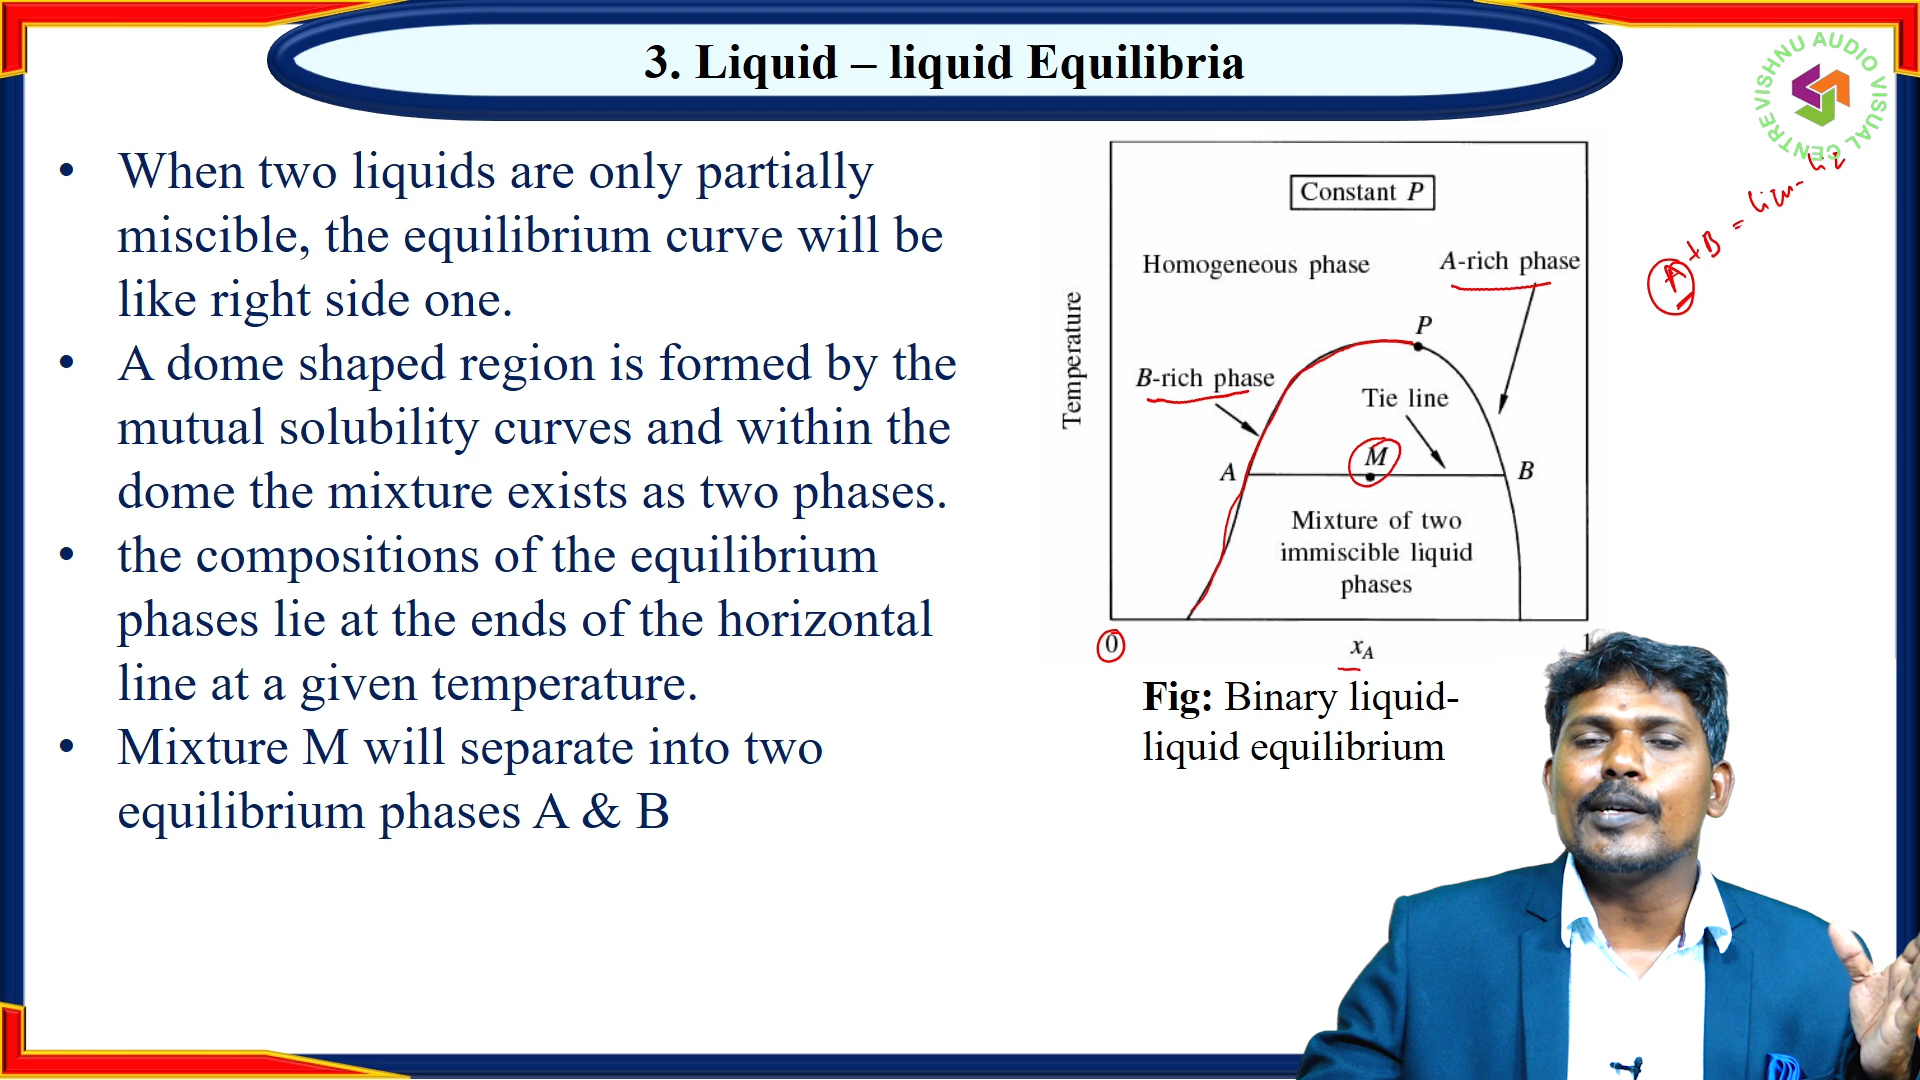 3. Liquid – liquid Equilibria
VISHNU AUDIO VISUAL CENTRE
• When two liquids are only partially
miscible, the equilibrium curve will be
like right side one.
• A dome shaped region is formed by the
mutual solubility curves and within the
dome the mixture exists as two phases.
• the compositions of the equilibrium
phases lie at the ends of the horizontal
line at a given temperature.
• Mixture M will separate into two
equilibrium phases A & B
Constant P
Homogeneous phase
A-rich phase
P
B-rich phase
Tie line
Temperature
A
M
B
Mixture of two
immiscible liquid
phases
0
x_A
1
Fig: Binary liquid-
liquid equilibrium
A + B =